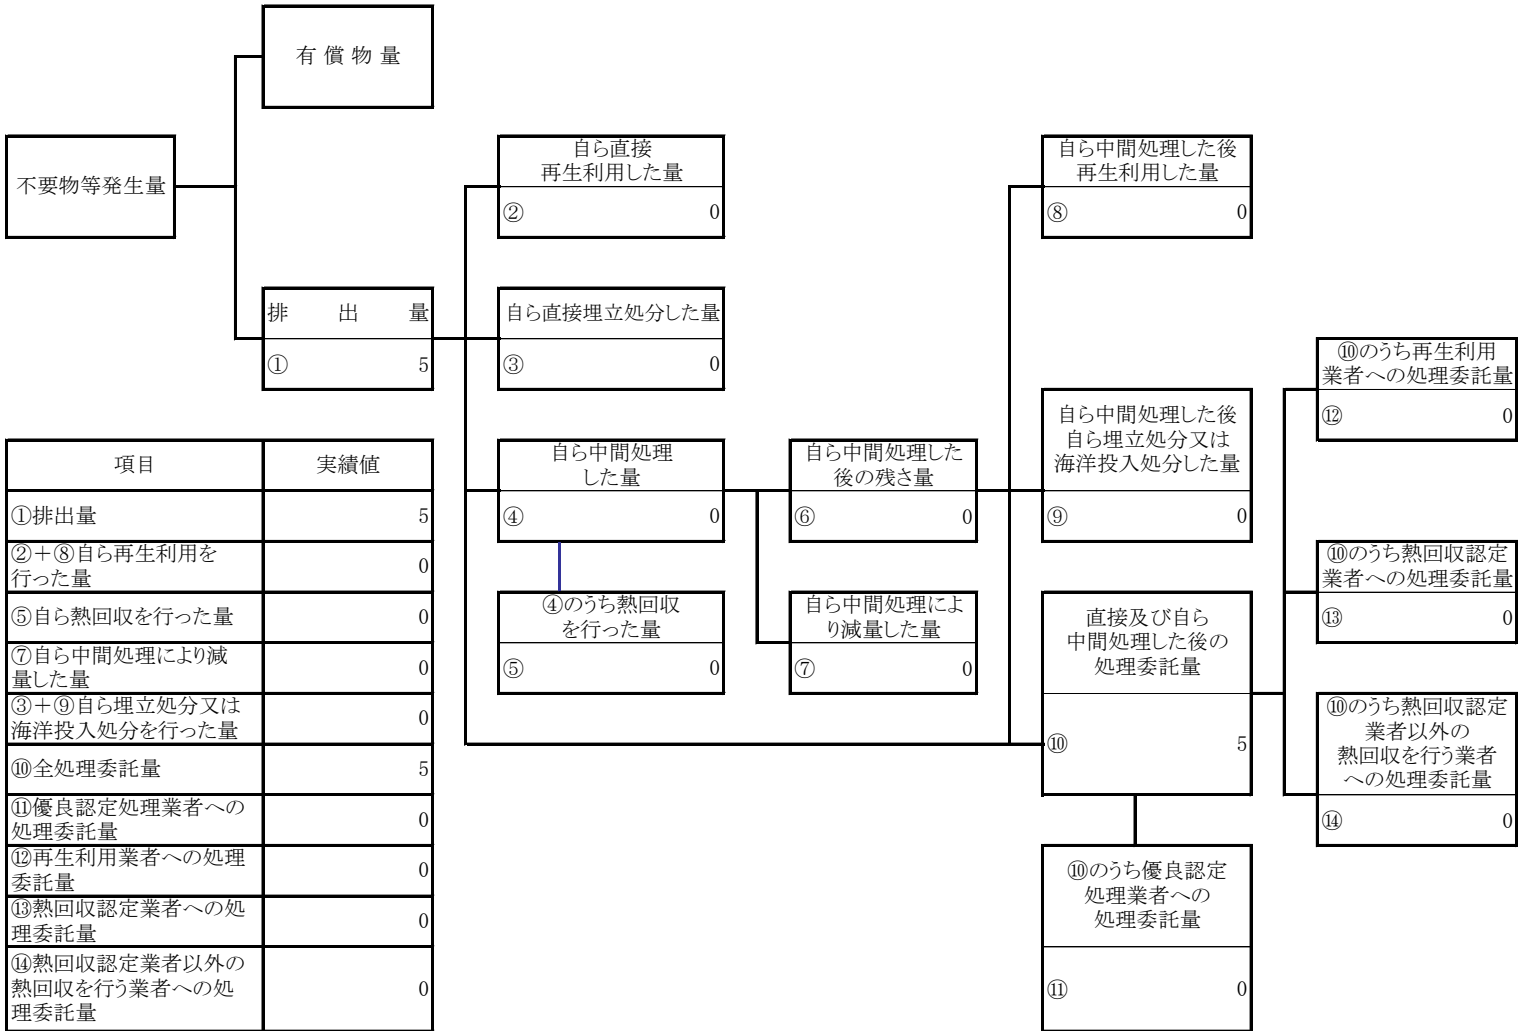 有 償 物 量
不要物等発生量
自ら直接
再生利用した量
② 0
自ら中間処理した後
再生利用した量
⑧ 0
排 出 量
① 5
自ら直接埋立処分した量
③ 0
⑩のうち再生利用
業者への処理委託量
⑫ 0
自ら中間処理した後
自ら埋立処分又は
海洋投入処分した量
⑨ 0
自ら中間処理
した量
④ 0
自ら中間処理した
後の残さ量
⑥ 0
⑩のうち熱回収認定
業者への処理委託量
⑬ 0
④のうち熱回収
を行った量
⑤ 0
自ら中間処理によ
り減量した量
⑦ 0
直接及び自ら
中間処理した後の
処理委託量
⑩ 5
⑩のうち熱回収認定
業者以外の
熱回収を行う業者
への処理委託量
⑭ 0
⑩のうち優良認定
処理業者への
処理委託量
⑪ 0
項目 実績値
①排出量 5
②＋⑧自ら再生利用を
行った量 0
⑤自ら熱回収を行った量 0
⑦自ら中間処理により減
量した量 0
③＋⑨自ら埋立処分又は
海洋投入処分を行った量 0
⑩全処理委託量 5
⑪優良認定処理業者への
処理委託量 0
⑫再生利用業者への処理
委託量 0
⑬熱回収認定業者への処
理委託量 0
⑭熱回収認定業者以外の
熱回収を行う業者への処
理委託量 0